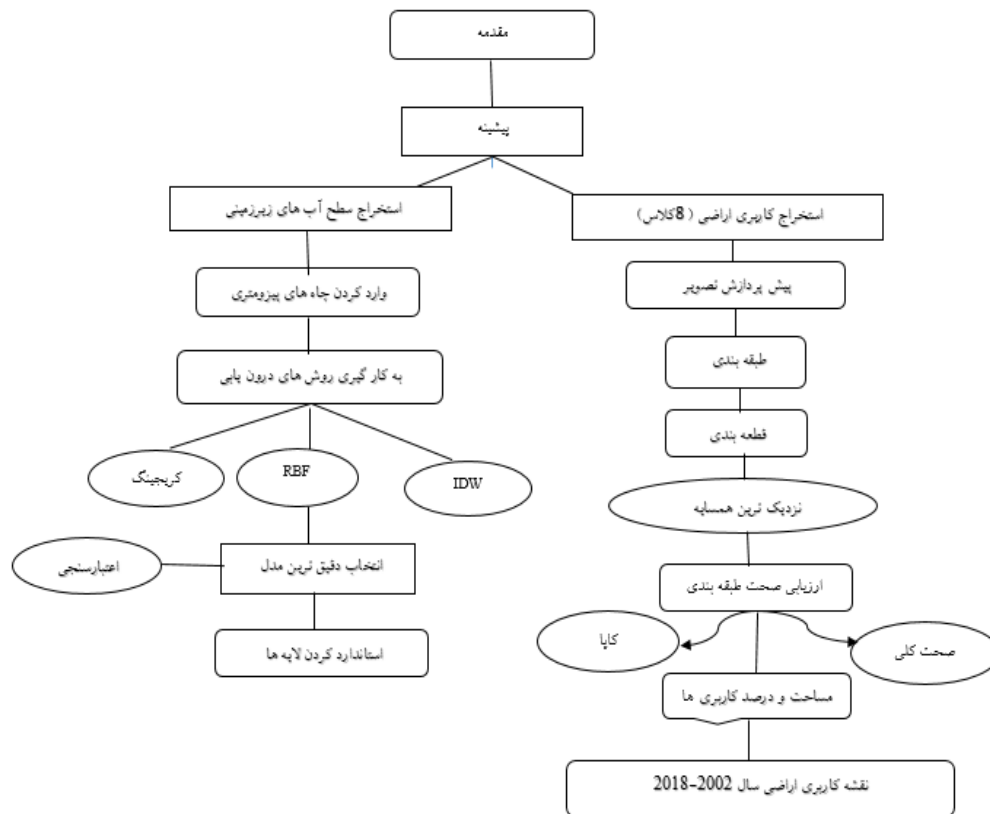 مقدمه
پیشینه
استخراج کاربری اراضی ( 8کلاس)
استخراج سطح آب های زیرزمینی
پیش پردازش تصویر
وارد کردن چاه های پیزومتری
طبقه بندی
به کار گیری روش های درون یابی
قطعه بندی
کریجینگ
RBF
IDW
نزدیک ترین همسایه
اعتبارسنجی
انتخاب دقیق ترین مدل
ارزیابی صحت طبقه بندی
کاپا
صحت کلی
استاندارد کردن لایه ها
مساحت و درصد کاربری ها
نقشه کاربری اراضی سال 2002-2018